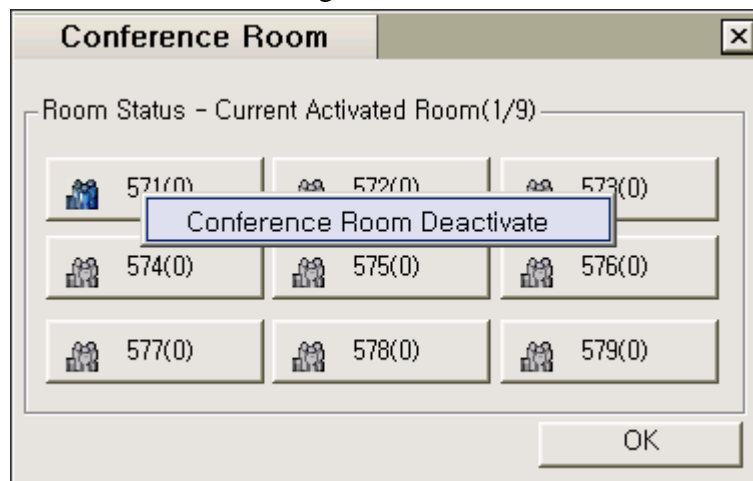 Conference Room
Room Status - Current Activated Room(1/9)
571(0) 572(0) 573(0)
Conference Room Deactivate
574(0) 575(0) 576(0)
577(0) 578(0) 579(0)
OK